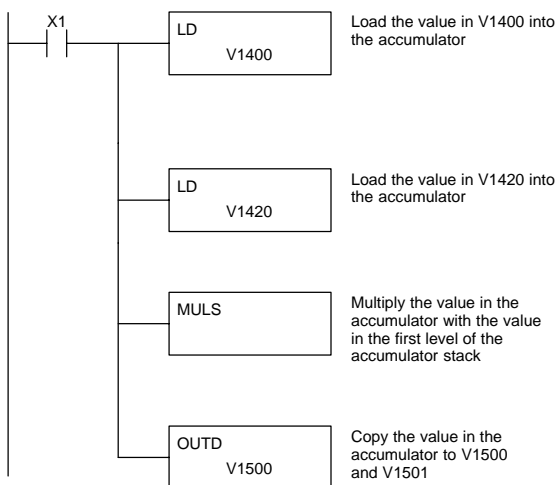 X1
LD
V1400
Load the value in V1400 into
the accumulator
LD
V1420
Load the value in V1420 into
the accumulator
MULS
Multiply the value in the
accumulator with the value
in the first level of the
accumulator stack
OUTD
V1500
Copy the value in the
accumulator to V1500
and V1501